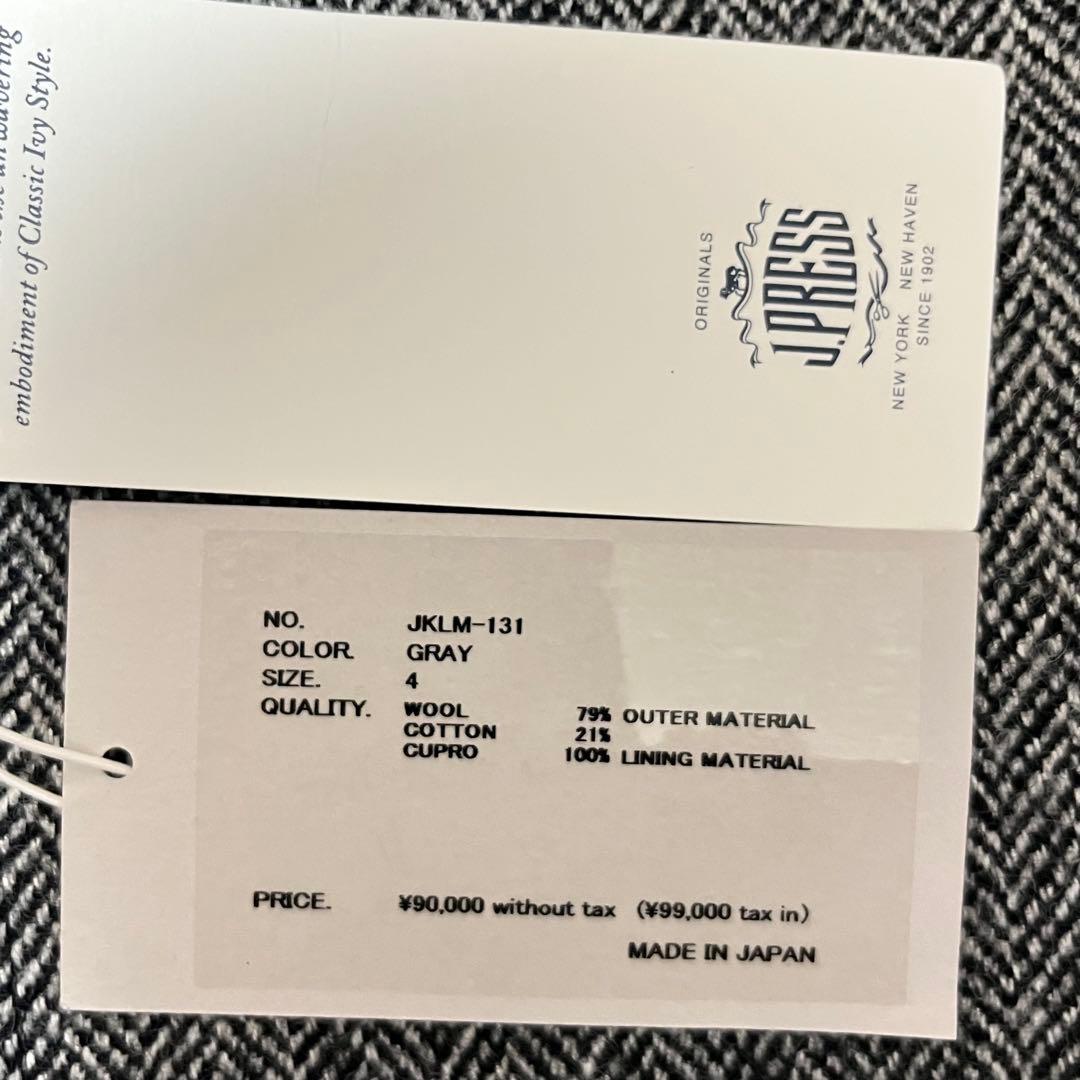 embodiment of Classic Ivy Style.
ORIGINALS
J.PRESS
NEW YORK NEW HAVEN
SINCE 1902
NO. JKLM-131
COLOR. GRAY
SIZE. 4
QUALITY. WOOL 79% OUTER MATERIAL
COTTON 21%
CUPRO 100% LINING MATERIAL
PRICE. ¥90,000 without tax (¥99,000 tax in)
MADE IN JAPAN